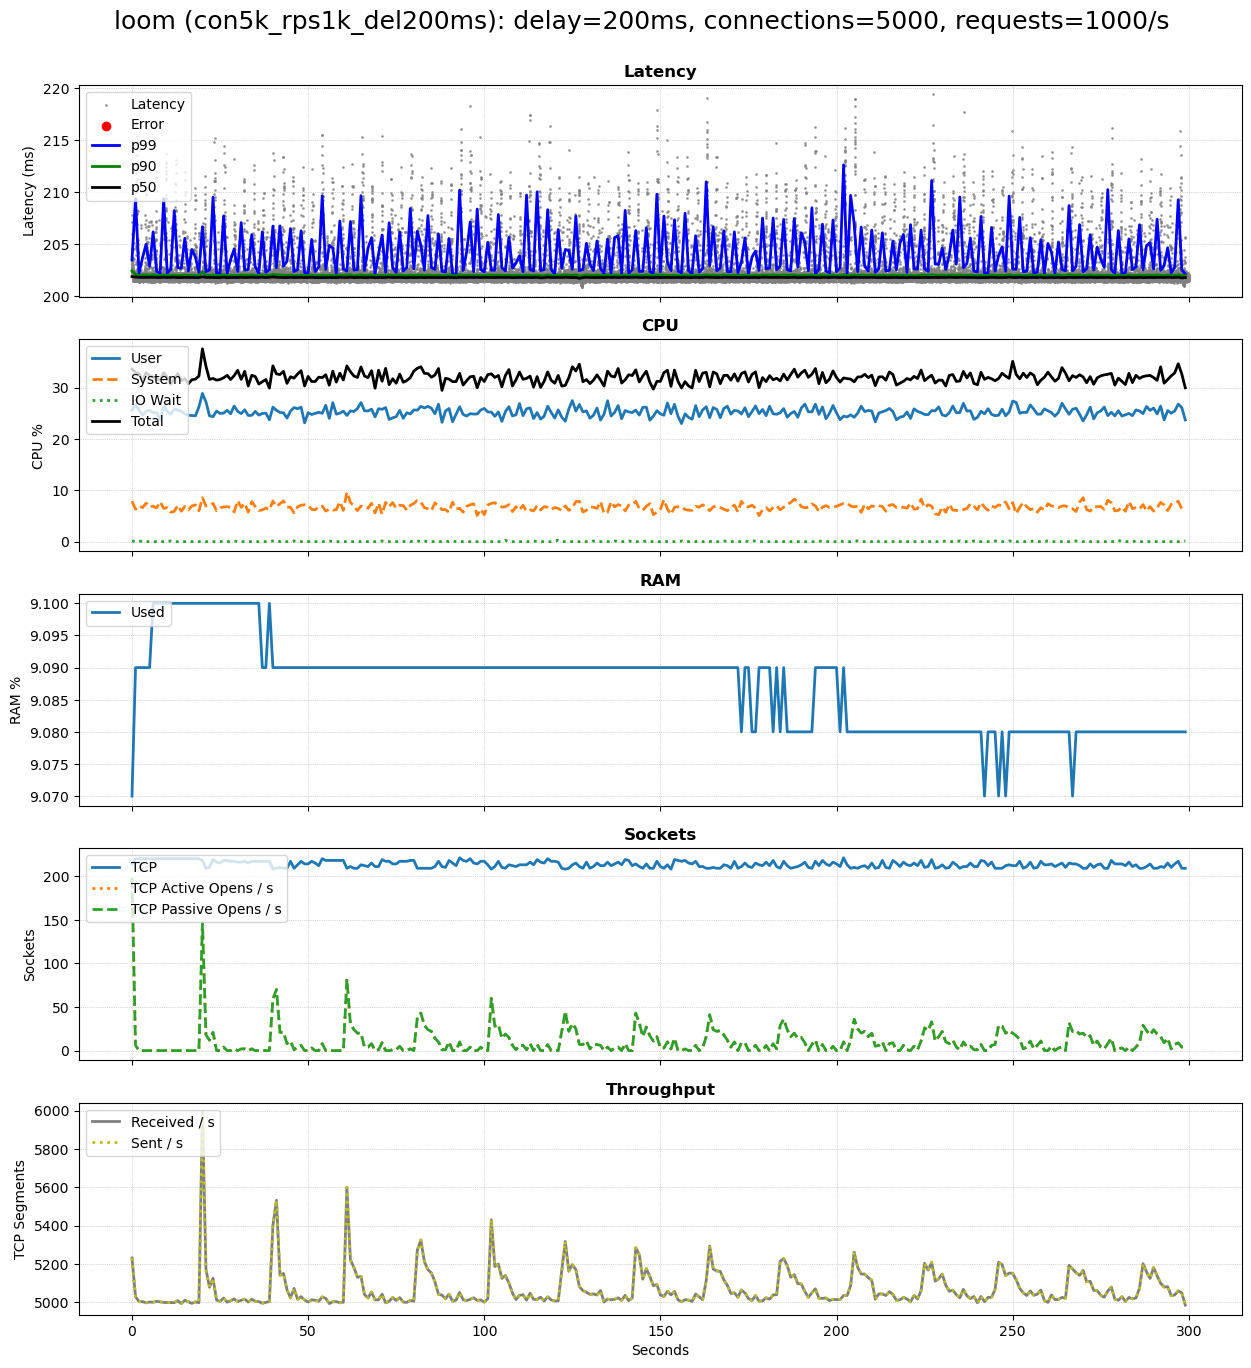 loom (con5k_rps1k_del200ms): delay=200ms, connections=5000, requests=1000/s
Latency
220
215
210
205
200
Latency (ms)
Latency
Error
p99
p90
p50
CPU
30
20
10
0
CPU %
User
System
IO Wait
Total
RAM
9.100
9.095
9.090
9.085
9.080
9.075
9.070
RAM %
Used
Sockets
200
150
100
50
0
Sockets
TCP
TCP Active Opens / s
TCP Passive Opens / s
Throughput
6000
5800
5600
5400
5200
5000
TCP Segments
Received / s
Sent / s
0 50 100 150 200 250 300
Seconds